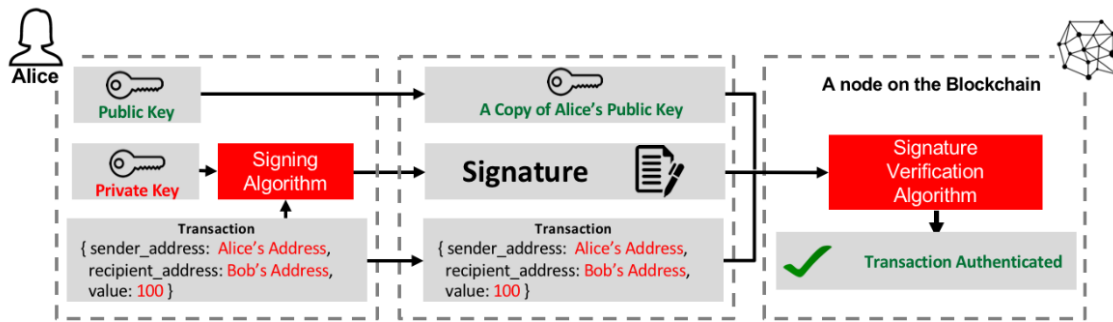 Alice
Public Key
Private Key
Signing
Algorithm
Transaction
{ sender_address: Alice's Address,
recipient_address: Bob's Address,
value: 100 }
A Copy of Alice's Public Key
Signature
Transaction
{ sender_address: Alice's Address,
recipient_address: Bob's Address,
value: 100 }
A node on the Blockchain
Signature
Verification
Algorithm
Transaction Authenticated